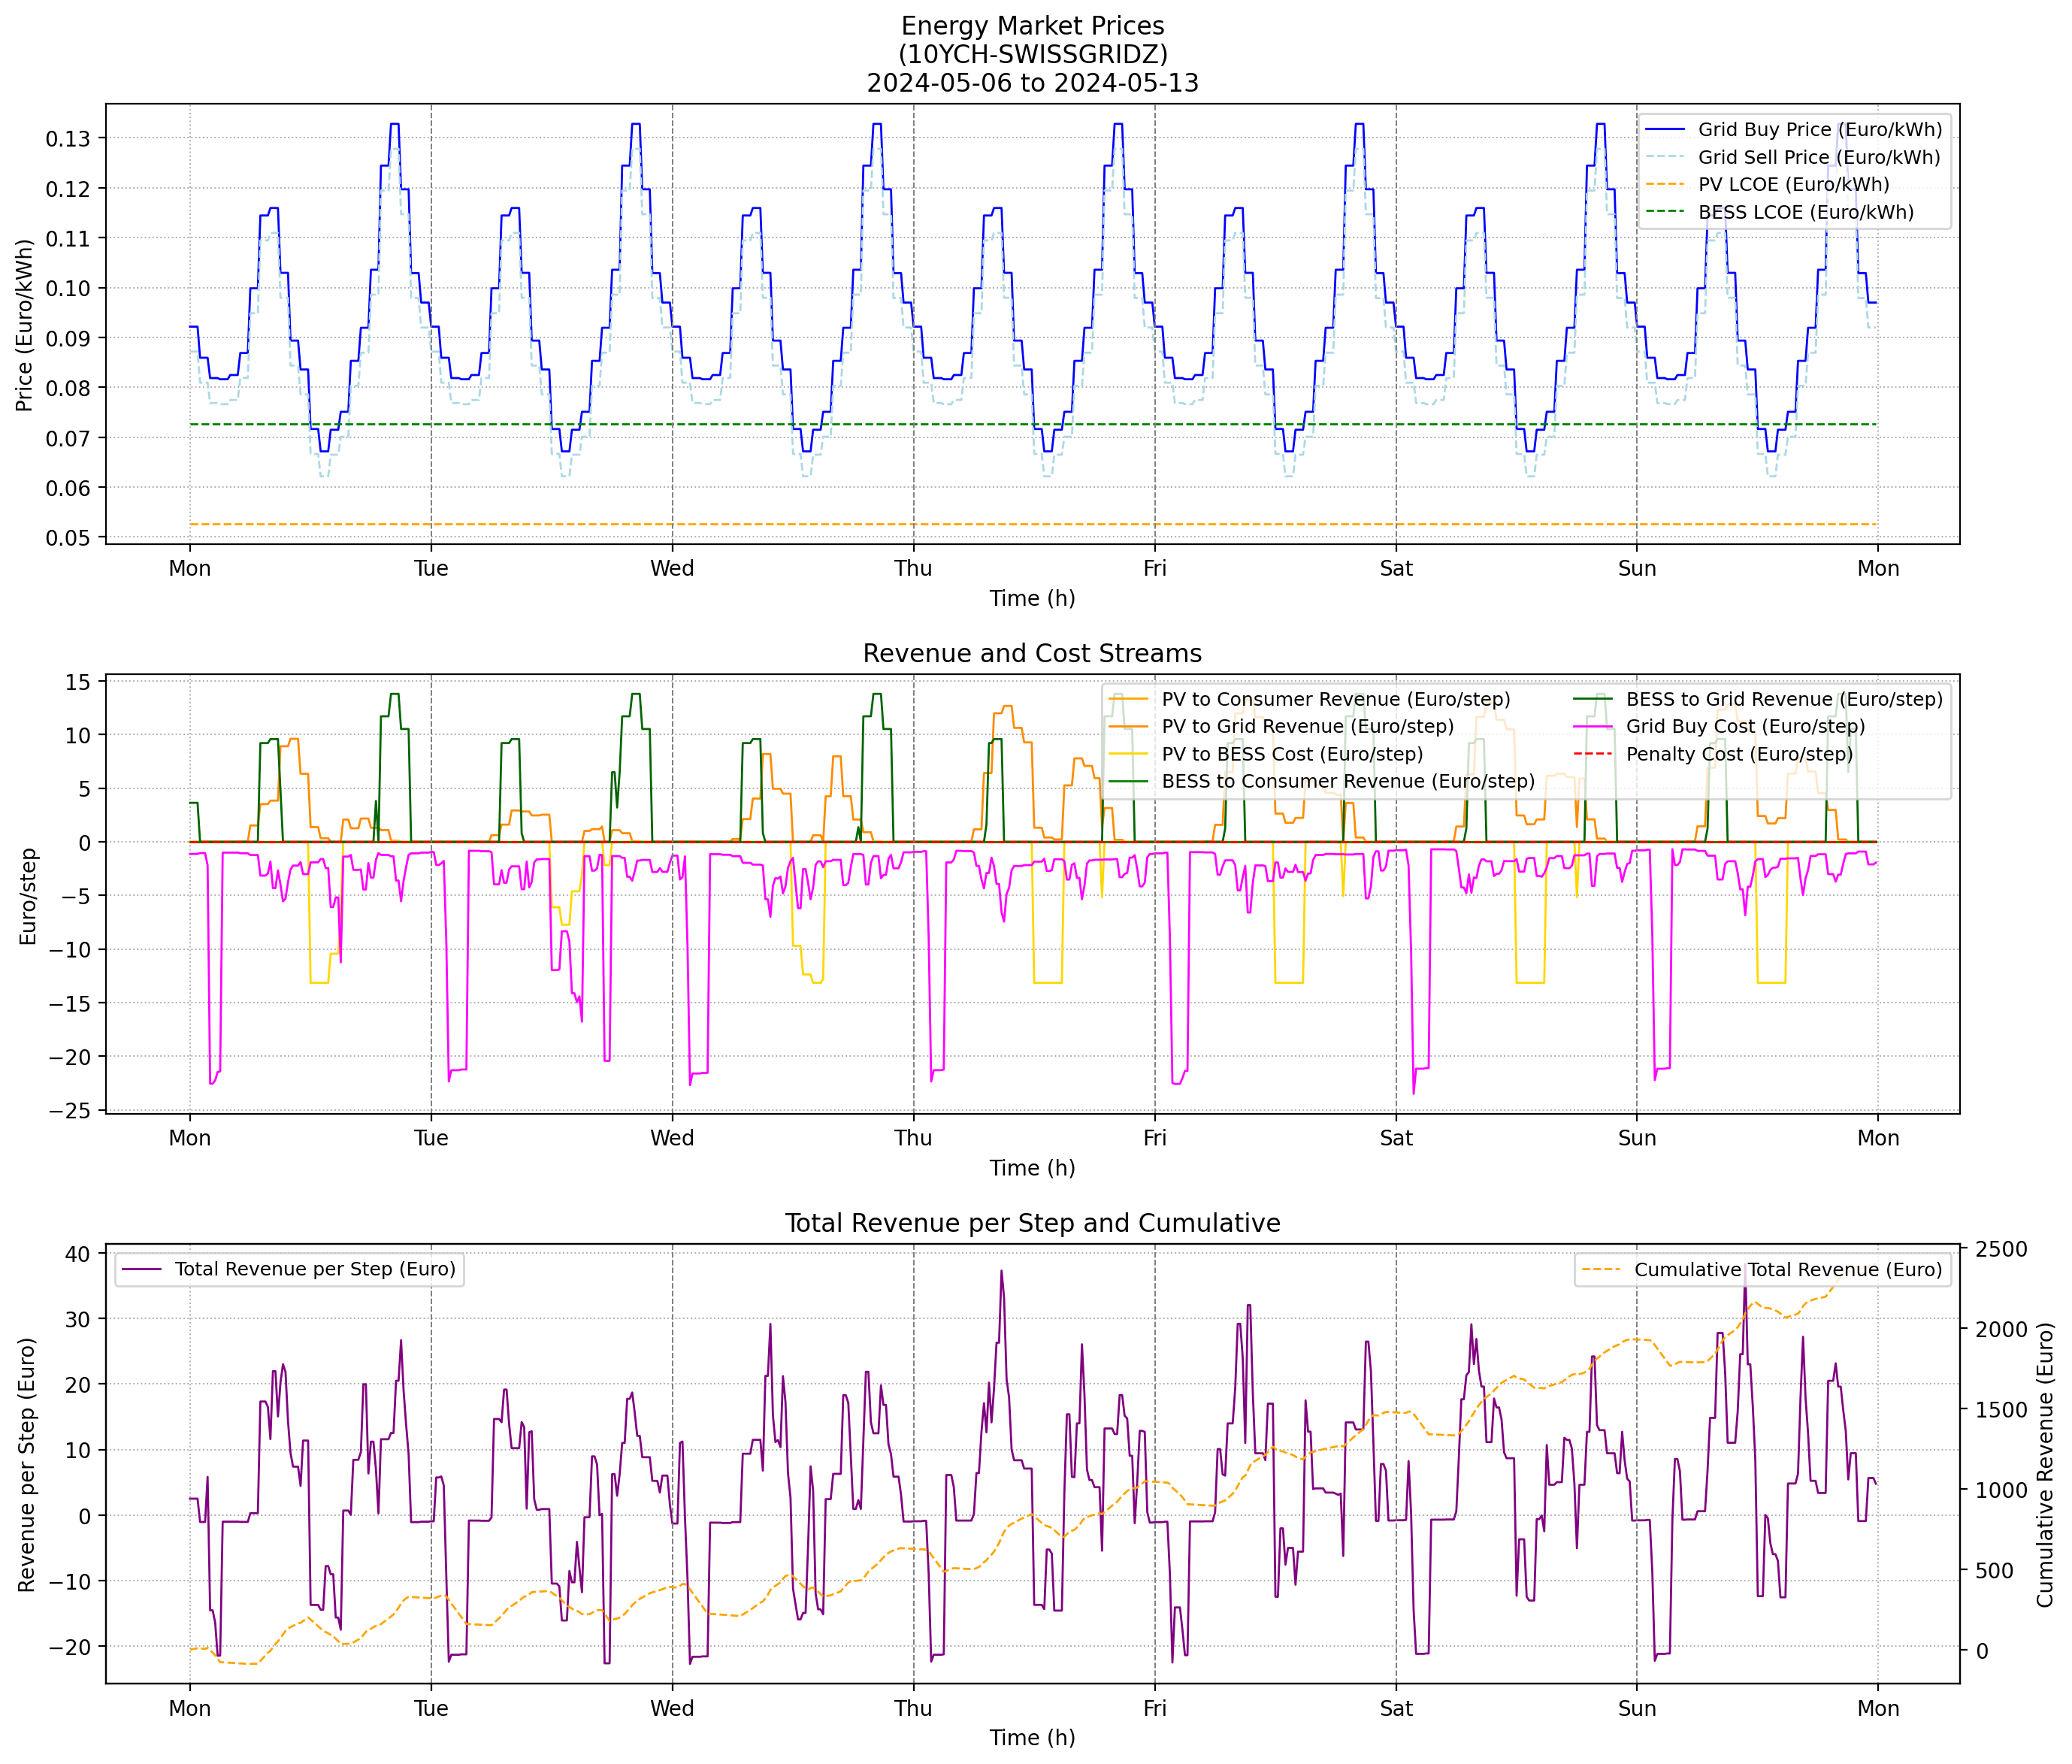 Energy Market Prices
(10YCH-SWISSGRIDZ)
2024-05-06 to 2024-05-13
Price (Euro/kWh)
0.13
0.12
0.11
0.10
0.09
0.08
0.07
0.06
0.05
Grid Buy Price (Euro/kWh)
Grid Sell Price (Euro/kWh)
PV LCOE (Euro/kWh)
BESS LCOE (Euro/kWh)
Mon Tue Wed Thu Fri Sat Sun Mon
Time (h)
Revenue and Cost Streams
Euro/step
15
10
5
0
−5
−10
−15
−20
−25
PV to Consumer Revenue (Euro/step)
PV to Grid Revenue (Euro/step)
PV to BESS Cost (Euro/step)
BESS to Consumer Revenue (Euro/step)
BESS to Grid Revenue (Euro/step)
Grid Buy Cost (Euro/step)
Penalty Cost (Euro/step)
Mon Tue Wed Thu Fri Sat Sun Mon
Time (h)
Total Revenue per Step and Cumulative
Revenue per Step (Euro)
40
30
20
10
0
−10
−20
Total Revenue per Step (Euro)
Cumulative Total Revenue (Euro)
2500
2000
1500
1000
500
0
Cumulative Revenue (Euro)
Mon Tue Wed Thu Fri Sat Sun Mon
Time (h)